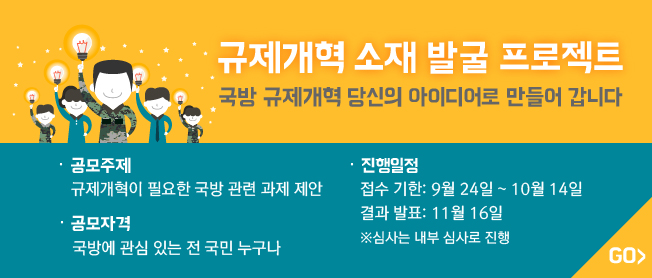 규제개혁 소재 발굴 프로젝트
국방 규제개혁 당신의 아이디어로 만들어 갑니다
· 공모주제
규제개혁이 필요한 국방 관련 과제 제안
· 공모자격
국방에 관심 있는 전 국민 누구나
· 진행일정
접수 기한: 9월 24일 ~ 10월 14일
결과 발표: 11월 16일
※심사는 내부 심사로 진행
GO>